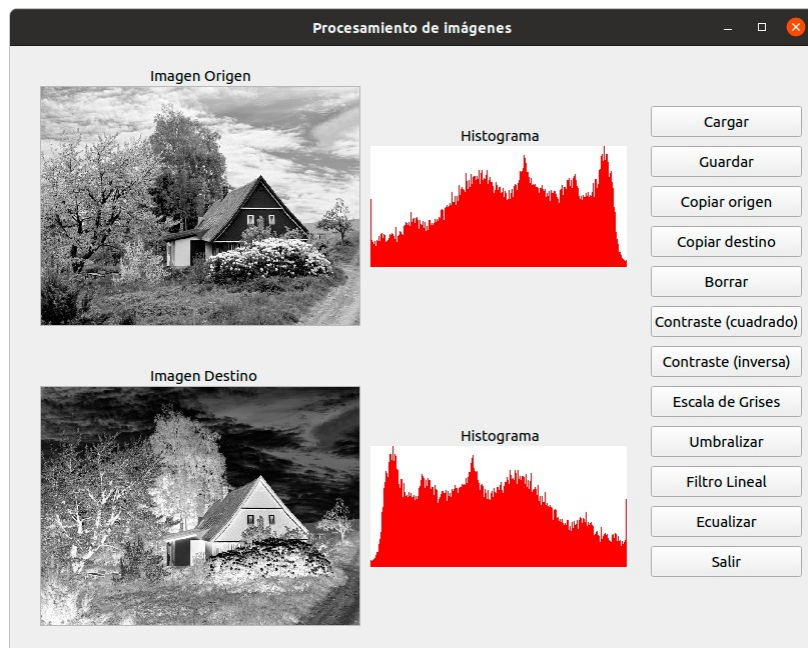 Procesamiento de imágenes
Imagen Origen
Histograma
Imagen Destino
Histograma
Cargar
Guardar
Copiar origen
Copiar destino
Borrar
Contraste (cuadrado)
Contraste (inversa)
Escala de Grises
Umbralizar
Filtro Lineal
Ecualizar
Salir